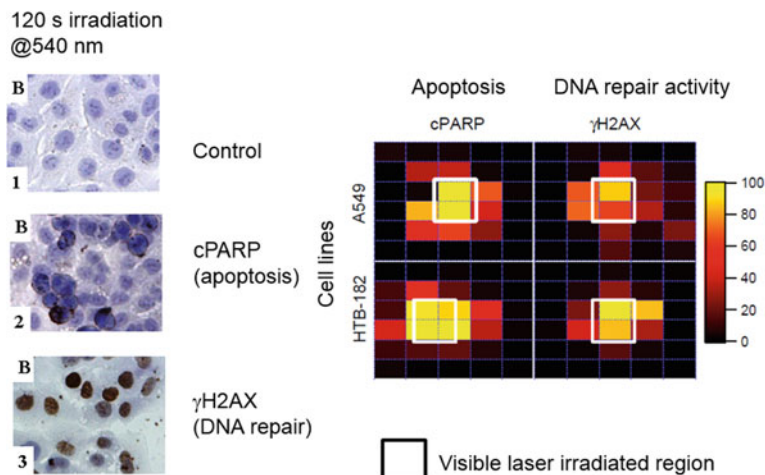 120 s irradiation
@540 nm
B
1
Control
B
2
cPARP
(apoptosis)
B
3
γH2AX
(DNA repair)
Apoptosis
DNA repair activity
cPARP
γH2AX
Cell lines
A549
HTB-182
100
80
60
40
20
0
Visible laser irradiated region